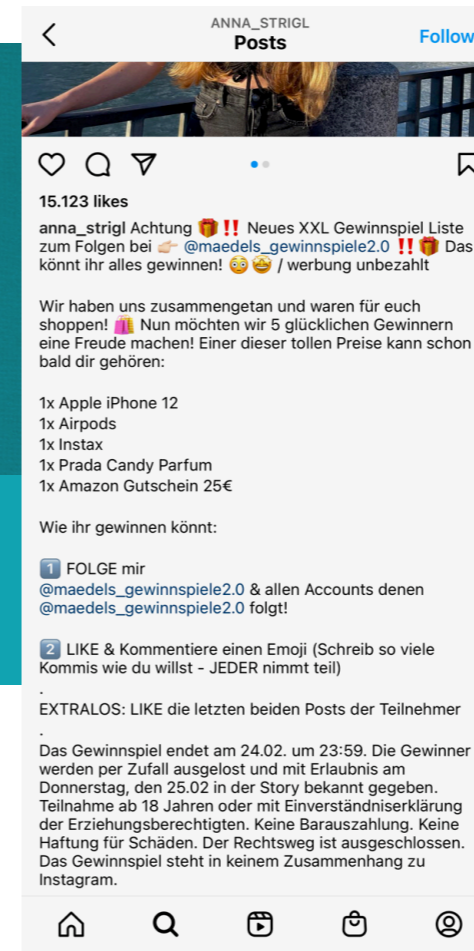 ANNA_STRIGL
Posts
Follow
15.123 likes
anna_strigl Achtung 🎁‼️ Neues XXL Gewinnspiel Liste
zum Folgen bei 👉🏻 @maedels_gewinnspiele2.0 ‼️🎁 Das
könnt ihr alles gewinnen! 😳🤩 / werbung unbezahlt
Wir haben uns zusammengetan und waren für euch
shoppen! 🛍️ Nun möchten wir 5 glücklichen Gewinnern
eine Freude machen! Einer dieser tollen Preise kann schon
bald dir gehören:
1x Apple iPhone 12
1x Airpods
1x Instax
1x Prada Candy Parfum
1x Amazon Gutschein 25€
Wie ihr gewinnen könnt:
1️⃣ FOLGE mir
@maedels_gewinnspiele2.0 & allen Accounts denen
@maedels_gewinnspiele2.0 folgt!
2️⃣ LIKE & Kommentiere einen Emoji (Schreib so viele
Kommis wie du willst - JEDER nimmt teil)
.
EXTRALOS: LIKE die letzten beiden Posts der Teilnehmer
.
Das Gewinnspiel endet am 24.02. um 23:59. Die Gewinner
werden per Zufall ausgelost und mit Erlaubnis am
Donnerstag, den 25.02 in der Story bekannt gegeben.
Teilnahme ab 18 Jahren oder mit Einverständniserklärung
der Erziehungsberechtigten. Keine Barauszahlung. Keine
Haftung für Schäden. Der Rechtsweg ist ausgeschlossen.
Das Gewinnspiel steht in keinem Zusammenhang zu
Instagram.